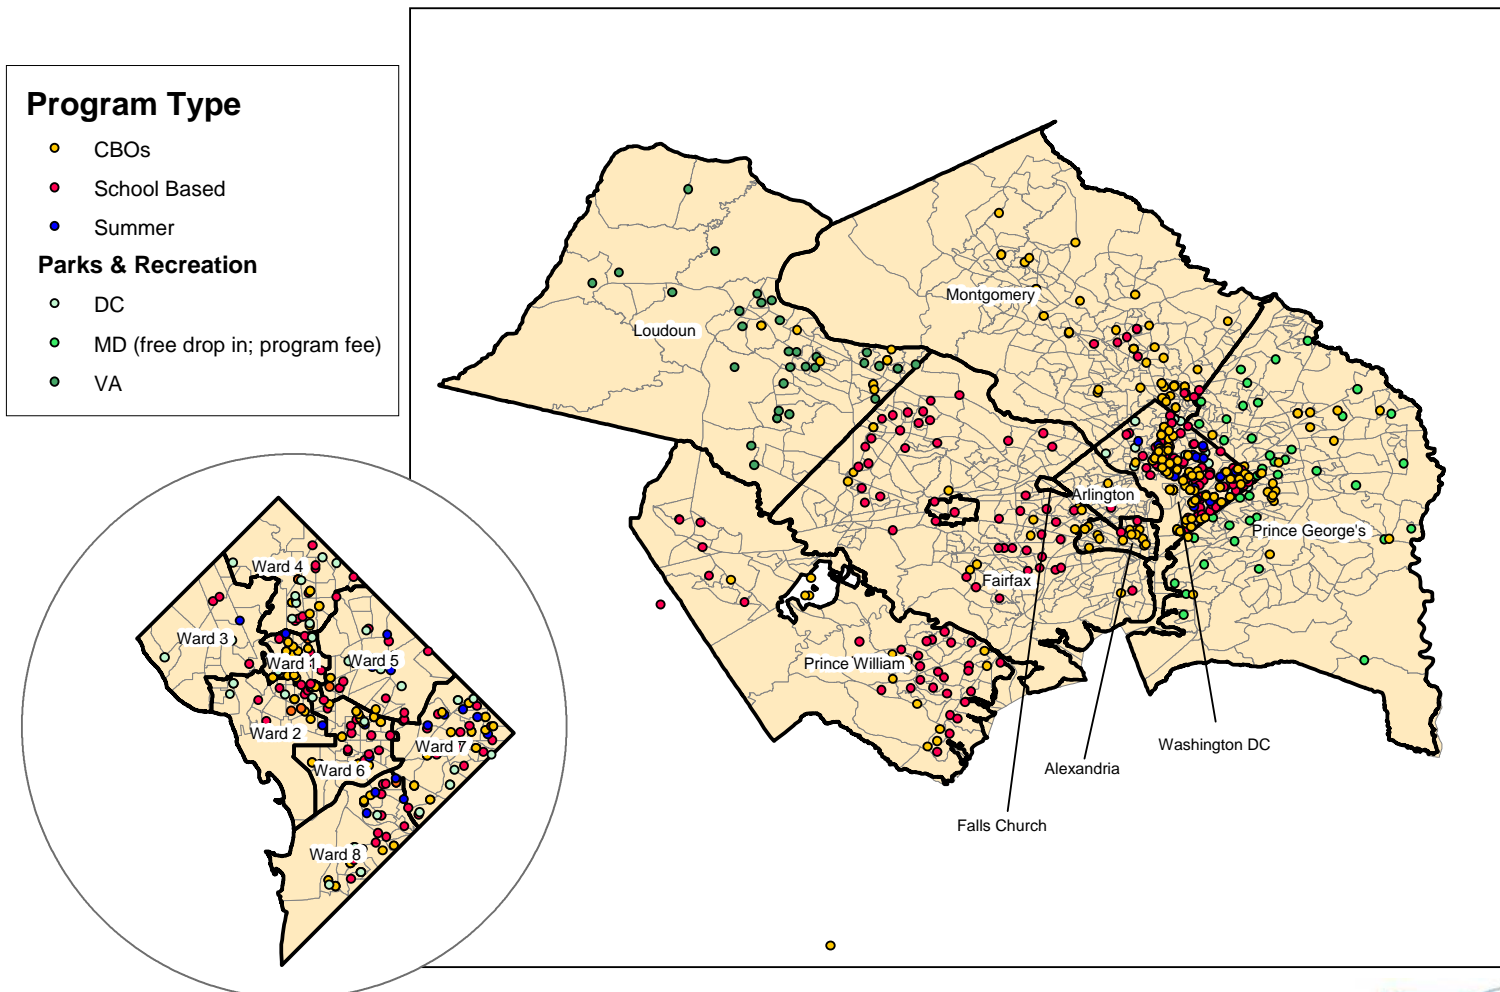 Program Type
CBOs
School Based
Summer
Parks & Recreation
DC
MD (free drop in; program fee)
VA
Montgomery
Loudoun
Arlington
Prince George's
Fairfax
Prince William
Washington DC
Alexandria
Falls Church
Ward 4
Ward 3
Ward 1
Ward 5
Ward 2
Ward 7
Ward 6
Ward 8